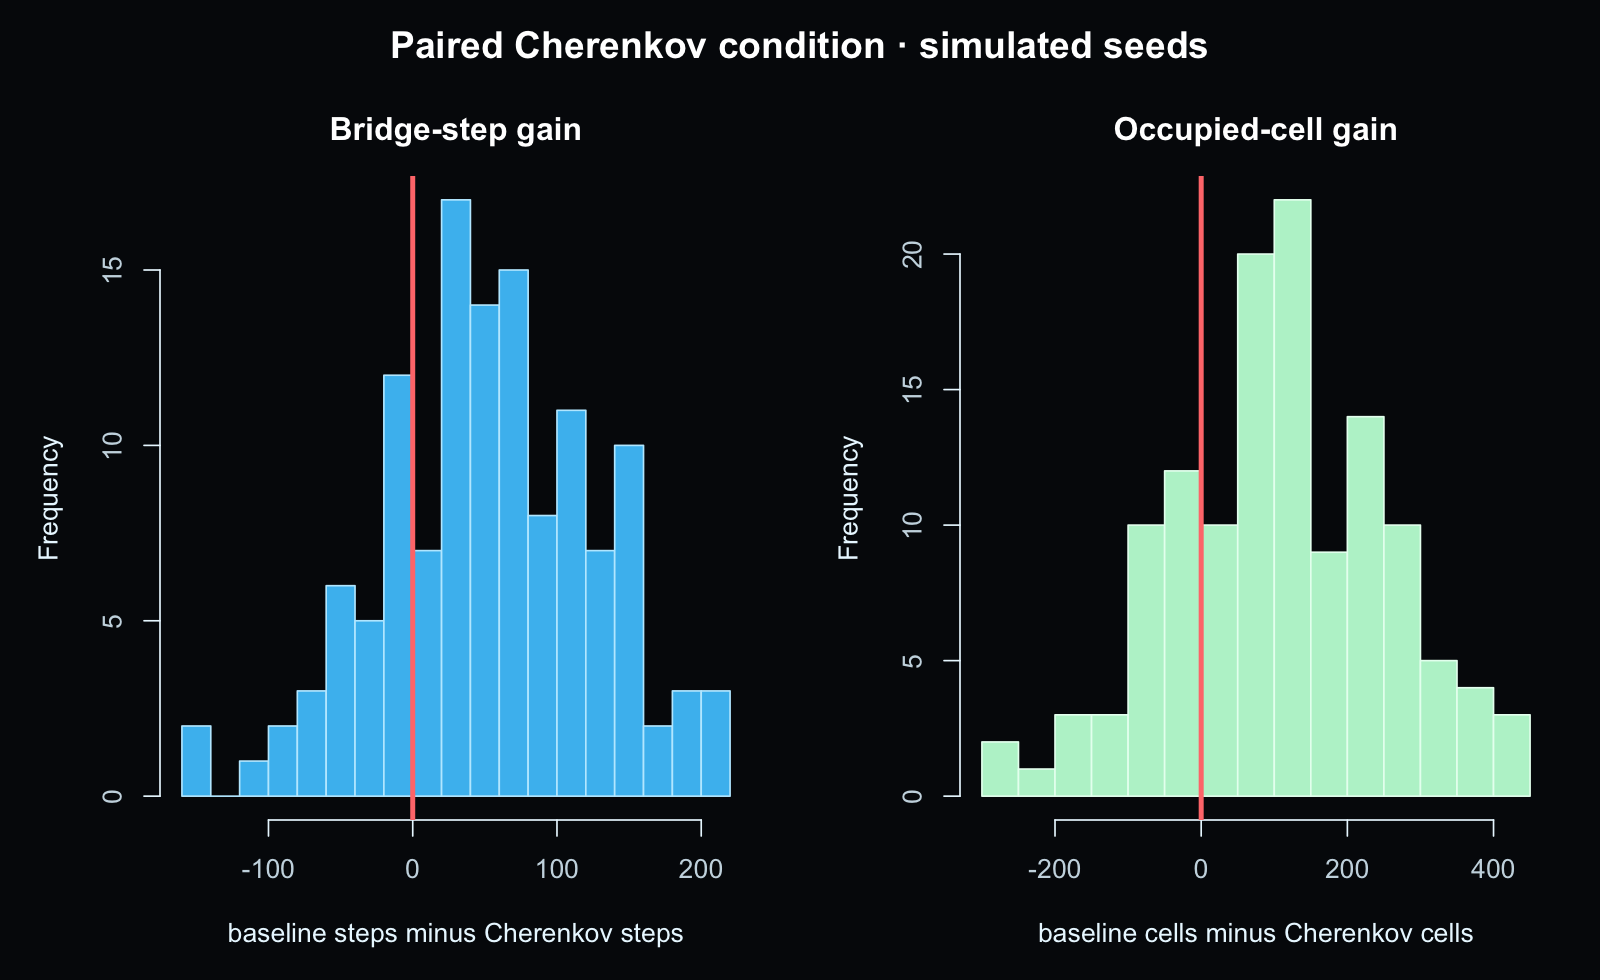 Paired Cherenkov condition · simulated seeds
Bridge-step gain
Frequency
15
10
5
0
-100 0 100 200
baseline steps minus Cherenkov steps
Occupied-cell gain
Frequency
20
15
10
5
0
-200 0 200 400
baseline cells minus Cherenkov cells